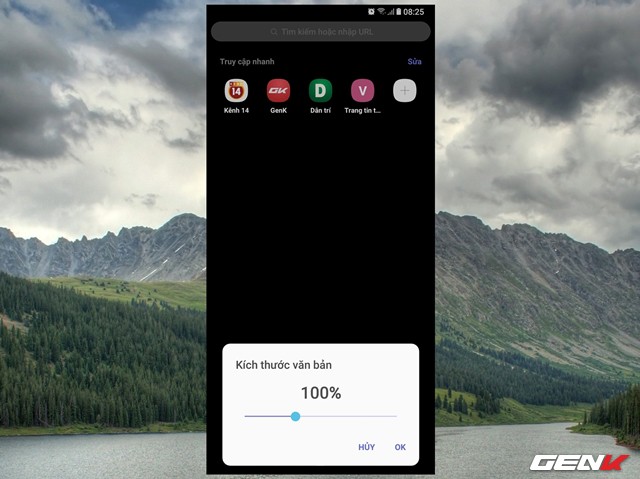 08:25
Tìm kiếm hoặc nhập URL
Truy cập nhanh
Sửa
14
GK
D
V
Kênh 14
GenK
Dân trí
Trang tin t...
Kích thước văn bản
100%
HỦY
OK
GENK